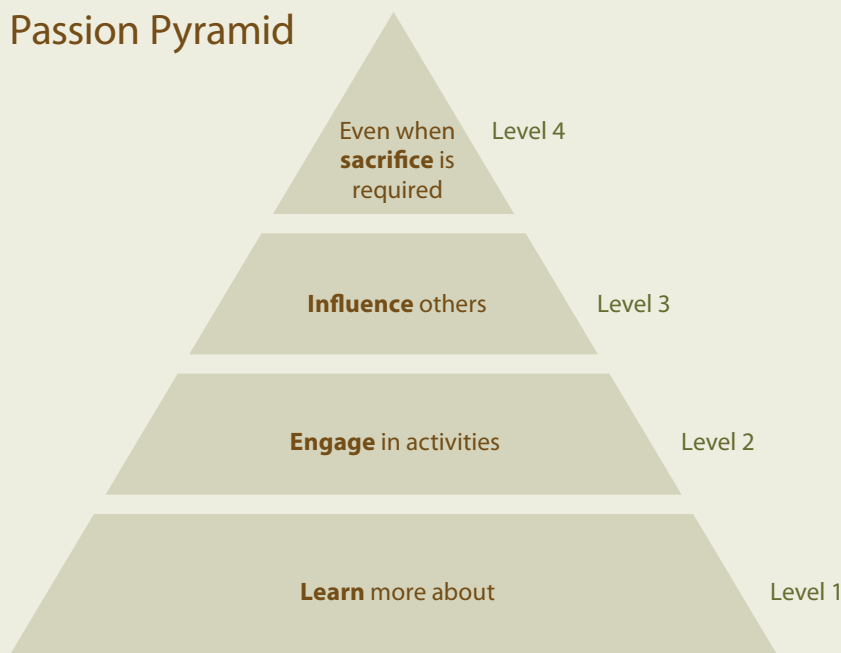 Passion Pyramid
Even when
sacrifice is
required
Level 4
Influence others
Level 3
Engage in activities
Level 2
Learn more about
Level 1